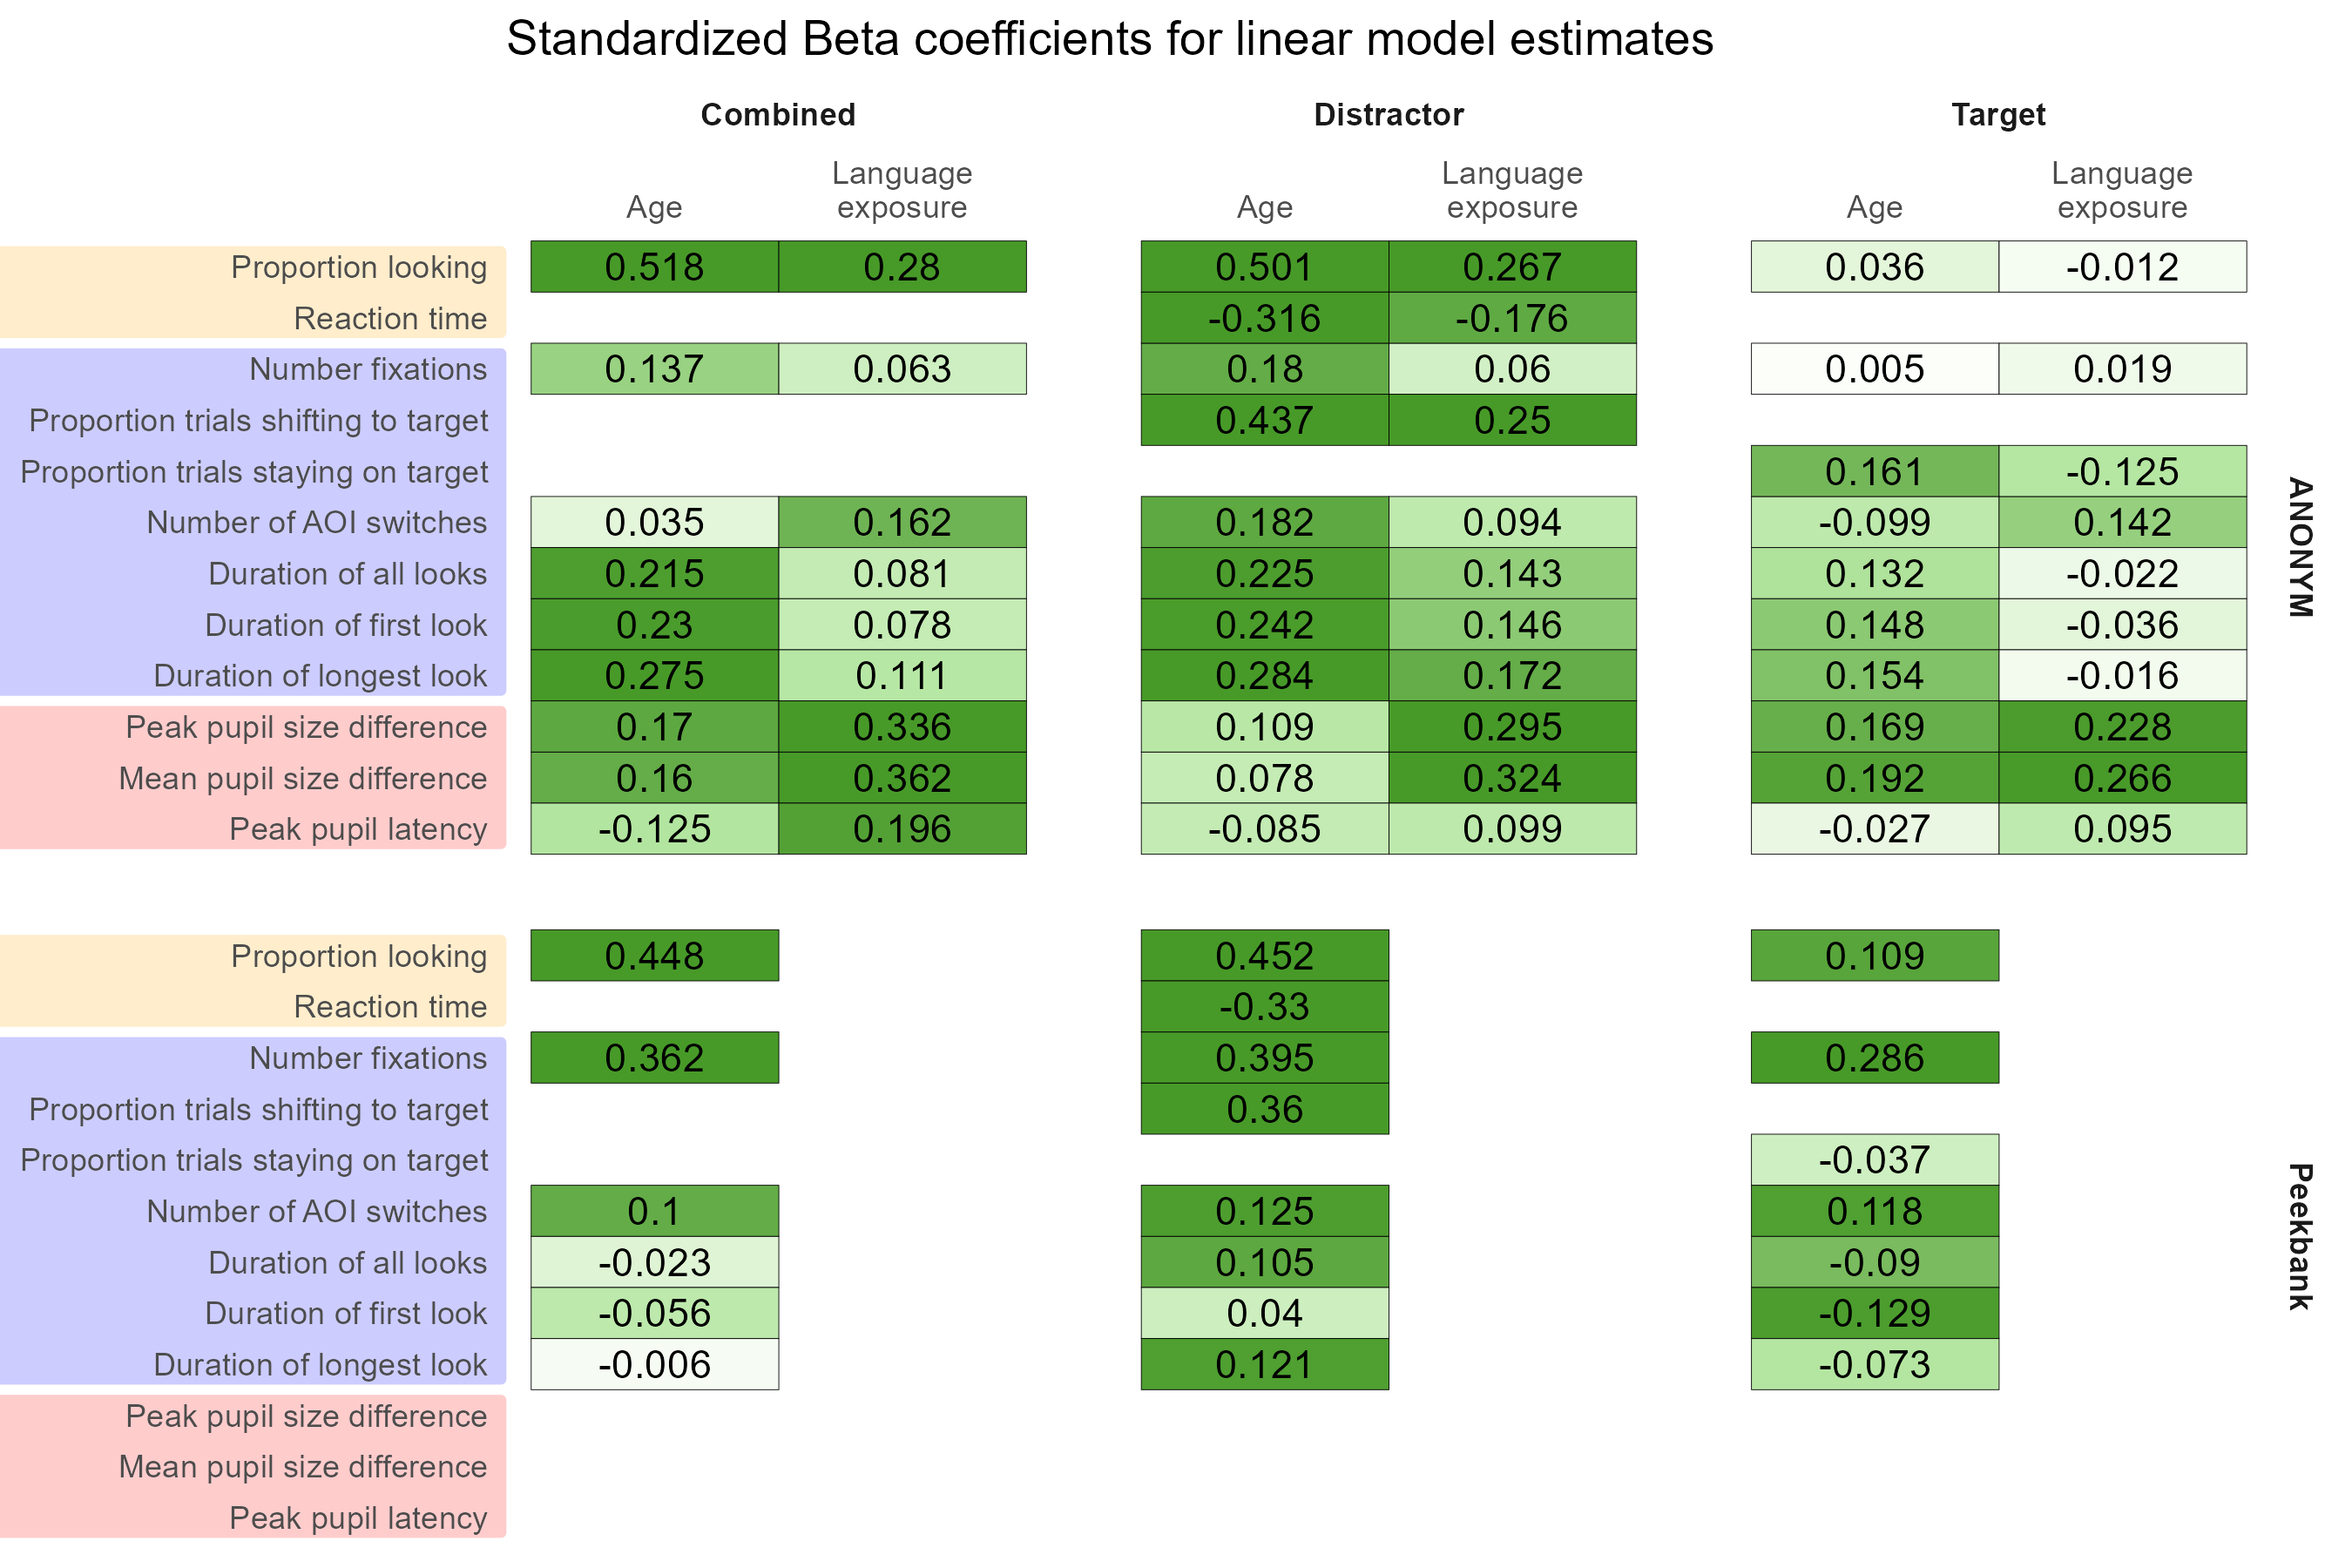 Standardized Beta coefficients for linear model estimates
Combined Distractor Target
Age Language exposure Age Language exposure Age Language exposure
Proportion looking 0.518 0.28 0.501 0.267 0.036 -0.012
Reaction time -0.316 -0.176
Number fixations 0.137 0.063 0.18 0.06 0.005 0.019
Proportion trials shifting to target 0.437 0.25
Proportion trials staying on target 0.161 -0.125
Number of AOI switches 0.035 0.162 0.182 0.094 -0.099 0.142
Duration of all looks 0.215 0.081 0.225 0.143 0.132 -0.022
Duration of first look 0.23 0.078 0.242 0.146 0.148 -0.036
Duration of longest look 0.275 0.111 0.284 0.172 0.154 -0.016
Peak pupil size difference 0.17 0.336 0.109 0.295 0.169 0.228
Mean pupil size difference 0.16 0.362 0.078 0.324 0.192 0.266
Peak pupil latency -0.125 0.196 -0.085 0.099 -0.027 0.095
ANONYM
Proportion looking 0.448 0.452 0.109
Reaction time -0.33
Number fixations 0.362 0.395 0.286
Proportion trials shifting to target 0.36
Proportion trials staying on target -0.037
Number of AOI switches 0.1 0.125 0.118
Duration of all looks -0.023 0.105 -0.09
Duration of first look -0.056 0.04 -0.129
Duration of longest look -0.006 0.121 -0.073
Peak pupil size difference
Mean pupil size difference
Peak pupil latency
Peekbank